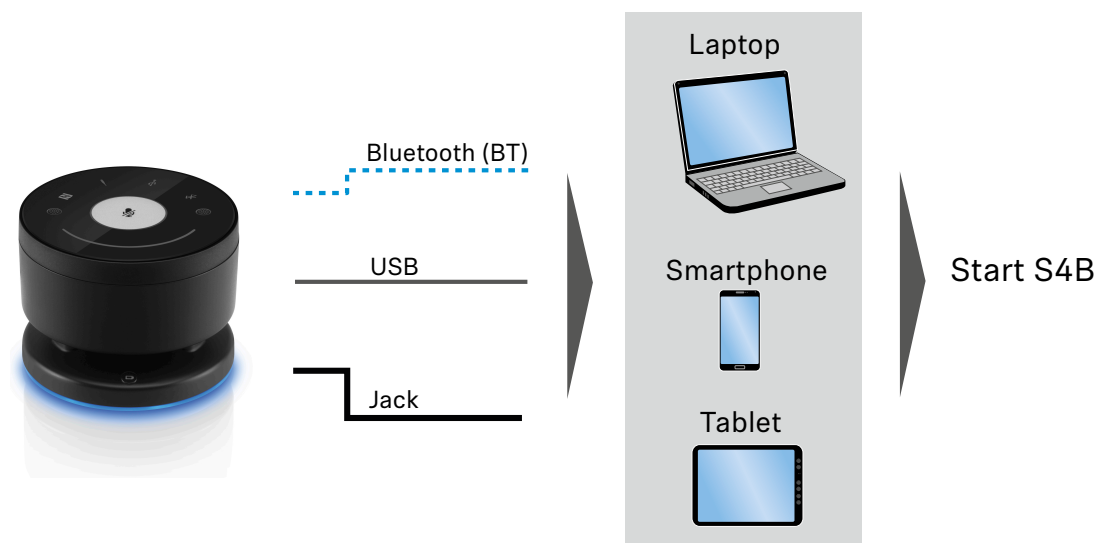 Laptop
Bluetooth (BT)
USB
Smartphone
Start S4B
Jack
Tablet